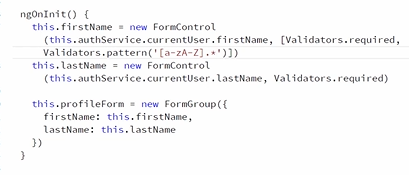 ngOnInit() {
this.firstName = new FormControl
(this.authService.currentUser.firstName, [Validators.required,
Validators.pattern('[a-zA-Z].*')])
this.lastName = new FormControl
(this.authService.currentUser.lastName, Validators.required)
this.profileForm = new FormGroup({
firstName: this.firstName,
lastName: this.lastName
})
}